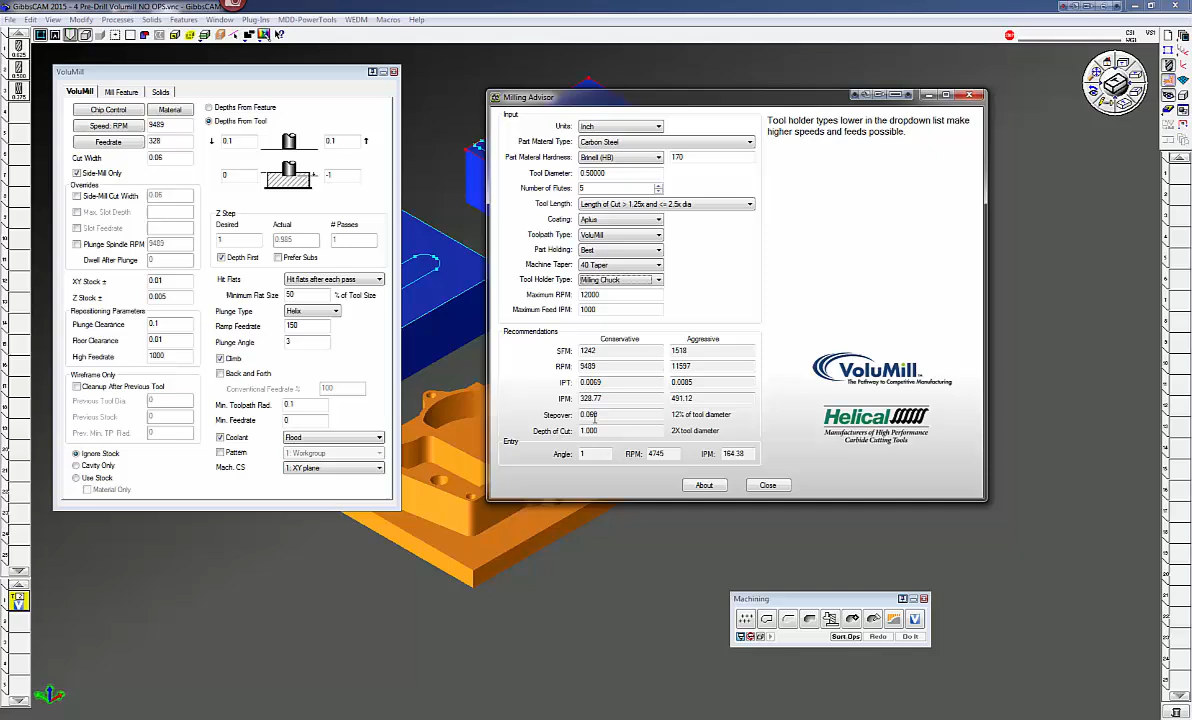 GibbsCAM 2015 - 4 Pre-Drill Volumill NO OPS.vnc - GibbsCAM
File Edit View Modify Processes Solids Features Window Plug-Ins MDD-PowerTools WEDM Macros Help
CS1 VS1
WG1
0.625
0.500
0.375
VoluMill
VoluMill Mill Feature Solids
Chip Control Material
Speed: RPM 9489
Feedrate 328
Cut Width 0.06
Side-Mill Only
Overrides
Side-Mill Cut Width 0.06
Max. Slot Depth
Slot Feedrate
Plunge Spindle RPM 9489
Dwell After Plunge 0
XY Stock ± 0.01
Z Stock ± 0.005
Repositioning Parameters
Plunge Clearance 0.1
Floor Clearance 0.01
High Feedrate 1000
Wireframe Only
Cleanup After Previous Tool
Previous Tool Dia. 0
Previous Stock 0
Prev. Min. TP Rad. 0
Ignore Stock
Cavity Only
Use Stock
Material Only
Depths From Feature
Depths From Tool
0.1 0.1
0 -1
Z Step
Desired Actual # Passes
1 0.985 1
Depth First Prefer Subs
Hit Flats Hit flats after each pass
Minimum Flat Size 50 % of Tool Size
Plunge Type Helix
Ramp Feedrate 150
Plunge Angle 3
Climb
Back and Forth
Conventional Feedrate % 100
Min. Toolpath Rad. 0.1
Min. Feedrate 0
Coolant Flood
Pattern 1: Workgroup
Mach. CS 1: XY plane
Milling Advisor
Input
Units: Inch
Part Material Type: Carbon Steel
Part Material Hardness: Brinell (HB) 170
Tool Diameter: 0.50000
Number of Flutes: 5
Tool Length: Length of Cut > 1.25x and <= 2.5x dia
Coating: Aplus
Toolpath Type: VoluMill
Part Holding: Best
Machine Taper: 40 Taper
Tool Holder Type: Milling Chuck
Maximum RPM: 12000
Maximum Feed IPM: 1000
Recommendations
Conservative Aggressive
SFM: 1242 1518
RPM: 9489 11597
IPT: 0.0069 0.0085
IPM: 328.77 491.12
Stepover: 0.060 12% of tool diameter
Depth of Cut: 1.000 2X tool diameter
Entry
Angle: 1 RPM: 4745 IPM: 164.38
About Close
Tool holder types lower in the dropdown list make
higher speeds and feeds possible.
VoluMill
The Pathway to Competitive Manufacturing
Helical
Manufacturers of High Performance
Carbide Cutting Tools
Machining
Sort Ops Redo Do It